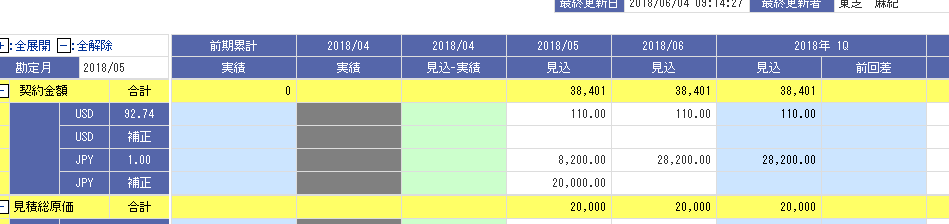 最終更新日 2018/06/04 09:14:27 最終更新者 東芝 麻紀
+:全展開 -:全解除 前期累計 2018/04 2018/04 2018/05 2018/06 2018年 1Q
勘定月 2018/05 実績 実績 見込-実績 見込 見込 見込 前回差
- 契約金額 合計 0 38,401 38,401 38,401
USD 92.74 110.00 110.00 110.00
USD 補正
JPY 1.00 8,200.00 28,200.00 28,200.00
JPY 補正 20,000.00
- 見積総原価 合計 20,000 20,000 20,000